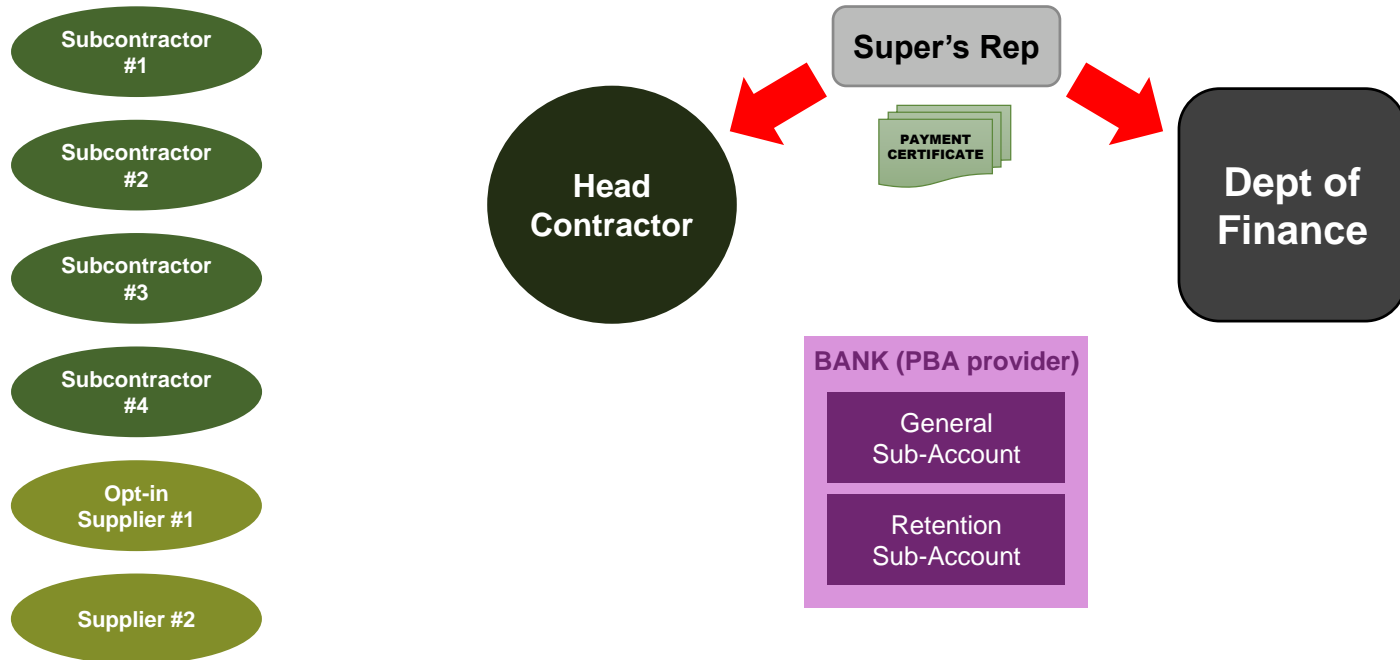 Subcontractor
#1
Subcontractor
#2
Subcontractor
#3
Subcontractor
#4
Opt-in
Supplier #1
Supplier #2
Head
Contractor
Super’s Rep
PAYMENT
CERTIFICATE
Dept of
Finance
BANK (PBA provider)
General
Sub-Account
Retention
Sub-Account